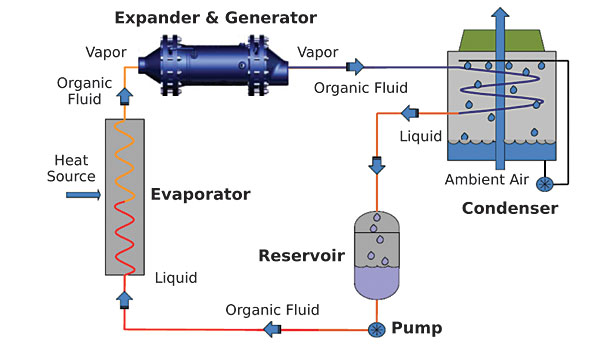 Expander & Generator
Vapor
Vapor
Organic
Fluid
Organic Fluid
Liquid
Heat
Source
Evaporator
Ambient Air
Condenser
Reservoir
Liquid
Organic Fluid
Pump